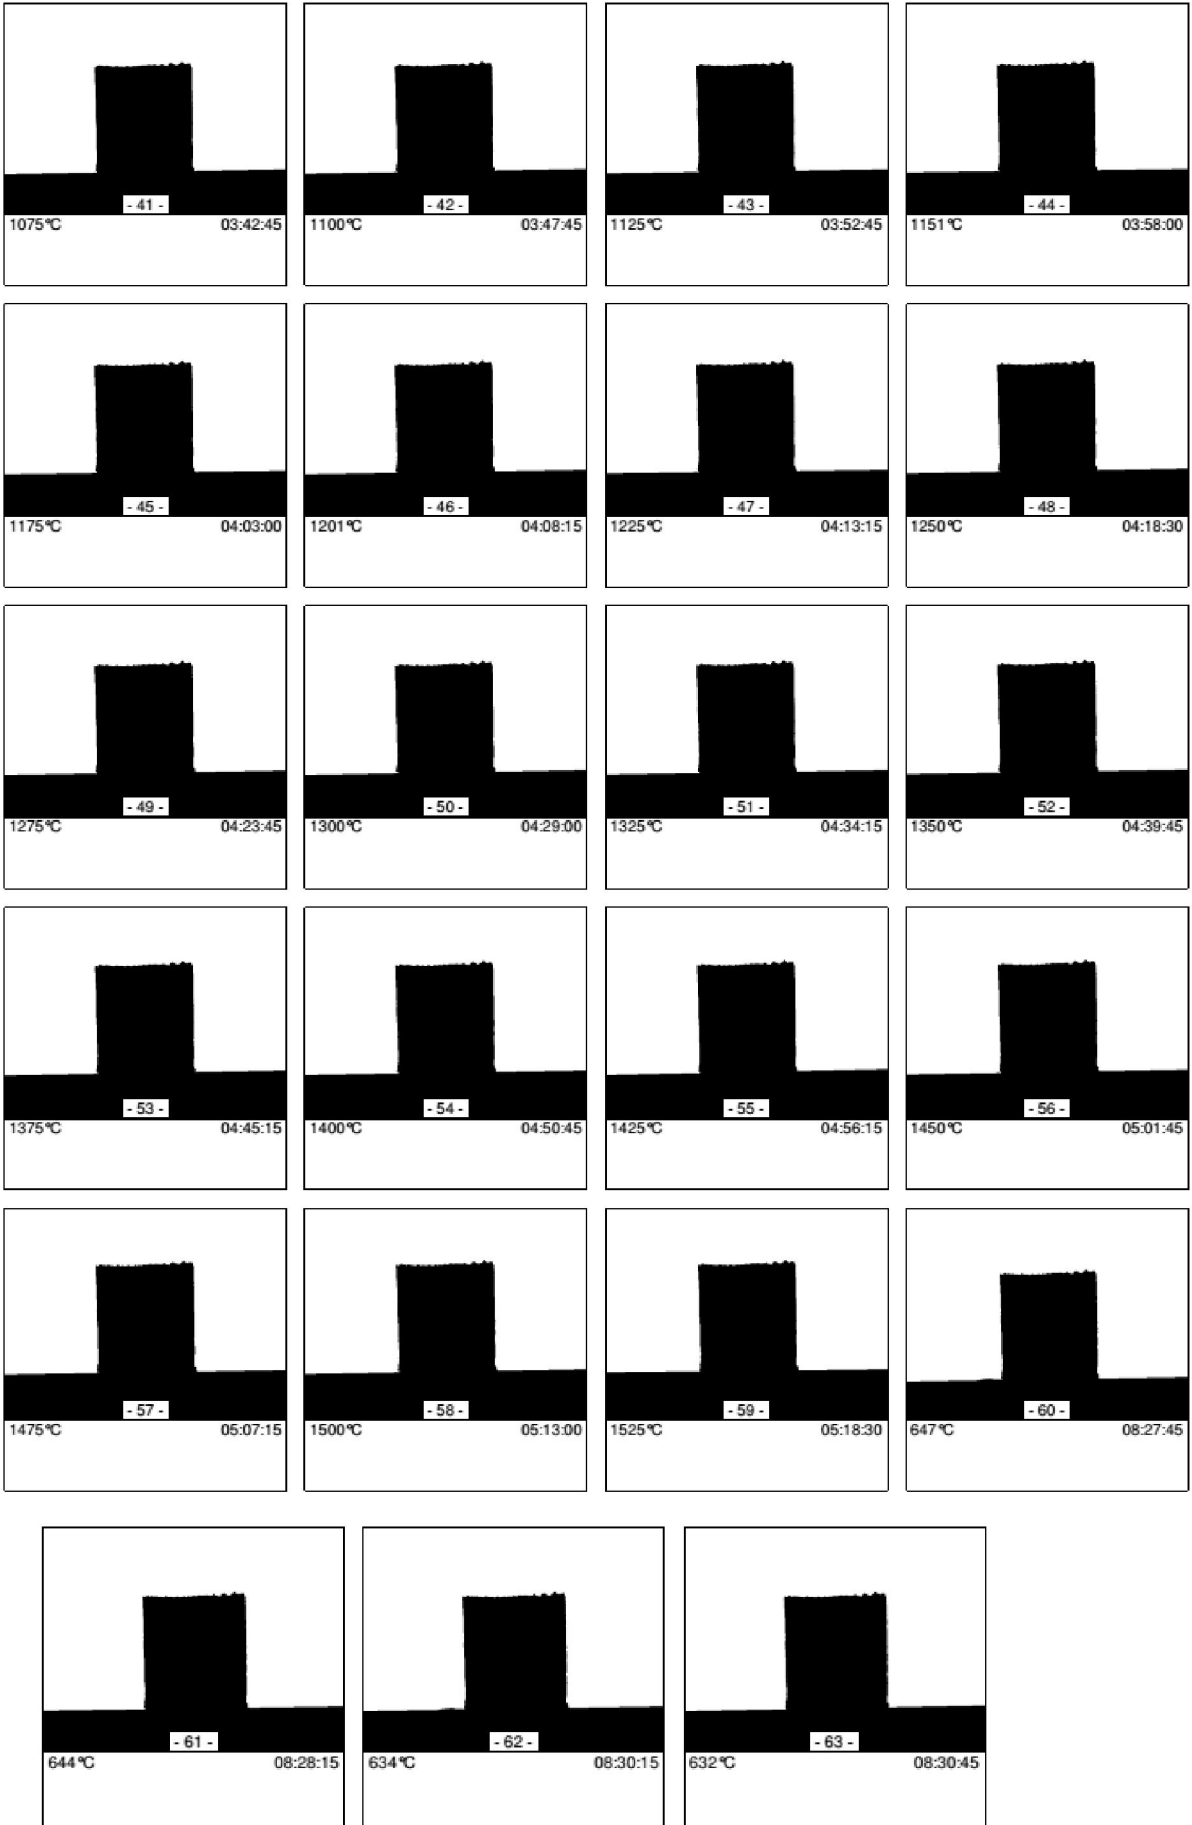 - 41 -
1075°C 03:42:45
- 42 -
1100°C 03:47:45
- 43 -
1125°C 03:52:45
- 44 -
1151°C 03:58:00
- 45 -
1175°C 04:03:00
- 46 -
1201°C 04:08:15
- 47 -
1225°C 04:13:15
- 48 -
1250°C 04:18:30
- 49 -
1275°C 04:23:45
- 50 -
1300°C 04:29:00
- 51 -
1325°C 04:34:15
- 52 -
1350°C 04:39:45
- 53 -
1375°C 04:45:15
- 54 -
1400°C 04:50:45
- 55 -
1425°C 04:56:15
- 56 -
1450°C 05:01:45
- 57 -
1475°C 05:07:15
- 58 -
1500°C 05:13:00
- 59 -
1525°C 05:18:30
- 60 -
647°C 08:27:45
- 61 -
644°C 08:28:15
- 62 -
634°C 08:30:15
- 63 -
632°C 08:30:45